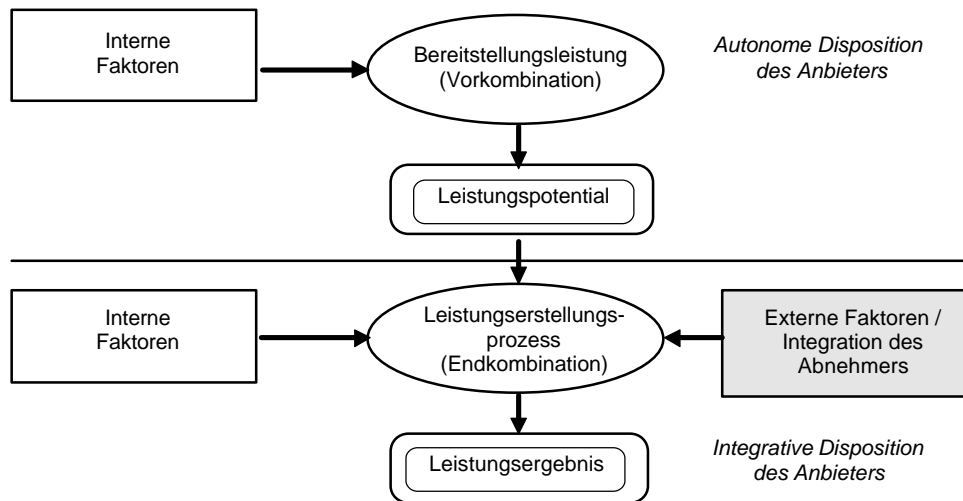 Interne
Faktoren
Bereitstellungsleistung
(Vorkombination)
Autonome Disposition
des Anbieters
Leistungspotential
Interne
Faktoren
Leistungserstellungs-
prozess
(Endkombination)
Externe Faktoren /
Integration des
Abnehmers
Leistungsergebnis
Integrative Disposition
des Anbieters